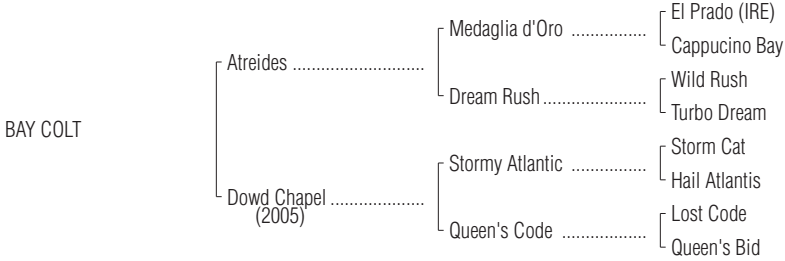 El Prado (IRE)
Medaglia d'Oro ................
Cappucino Bay
Atreides ............................
Wild Rush
Dream Rush......................
Turbo Dream
BAY COLT
Storm Cat
Stormy Atlantic ................
Hail Atlantis
Dowd Chapel ....................
(2005)
Lost Code
Queen's Code ..................
Queen's Bid